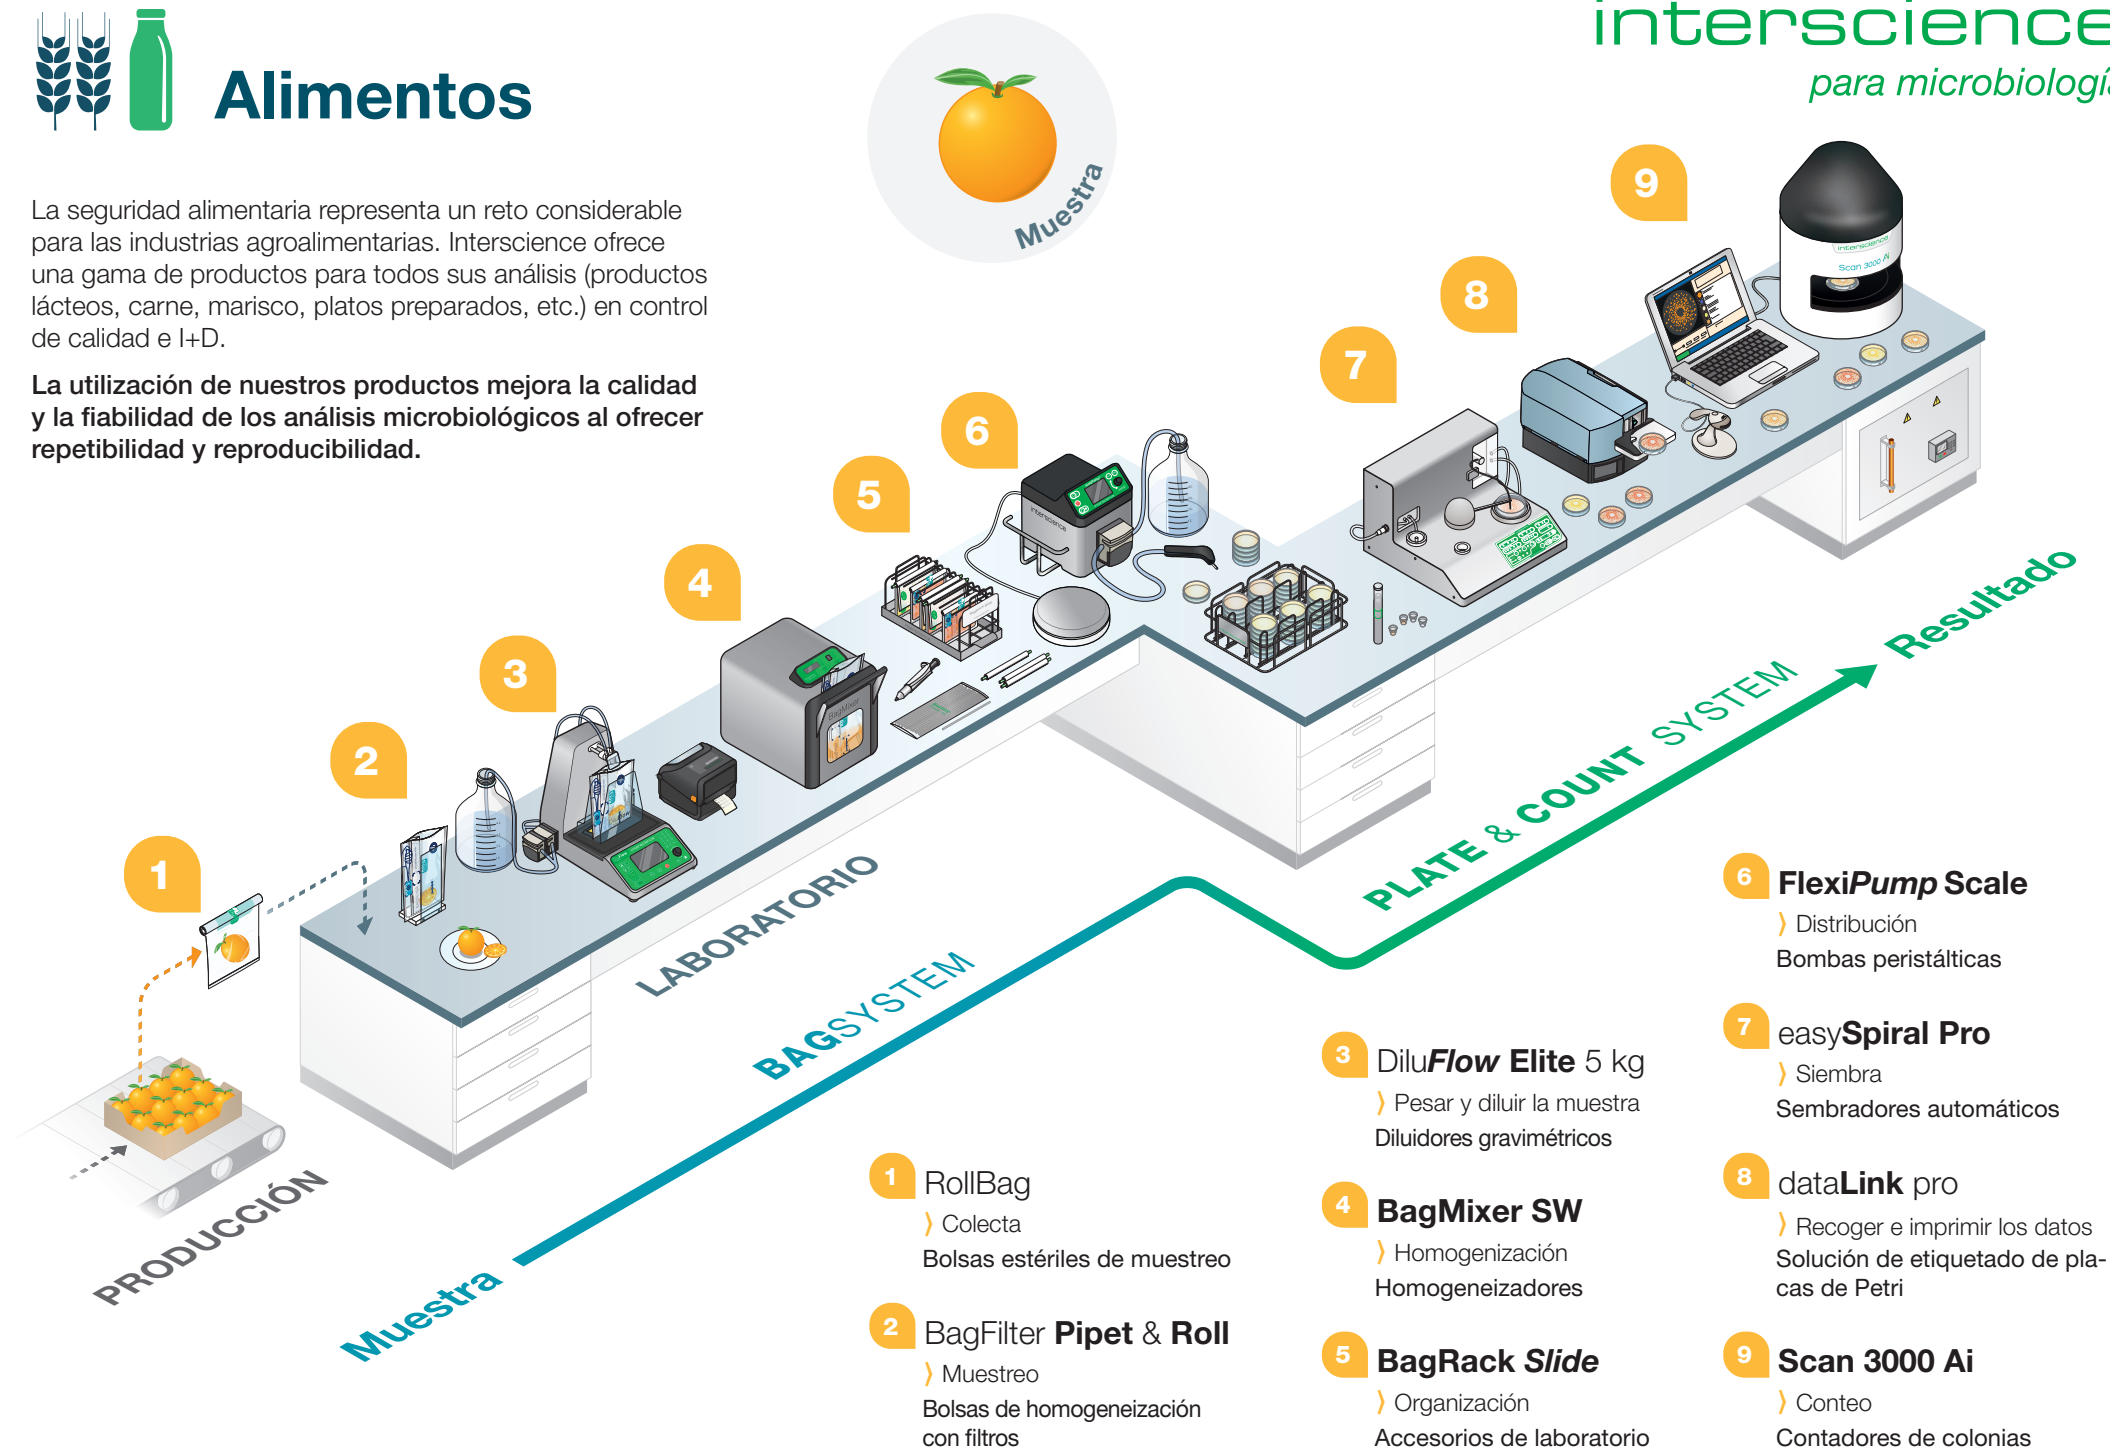 Alimentos
interscience
para microbiología
La seguridad alimentaria representa un reto considerable
para las industrias agroalimentarias. Interscience ofrece
una gama de productos para todos sus análisis (productos
lácteos, carne, marisco, platos preparados, etc.) en control
de calidad e I+D.
La utilización de nuestros productos mejora la calidad
y la fiabilidad de los análisis microbiológicos al ofrecer
repetibilidad y reproducibilidad.
Muestra
1
2
3
4
5
6
7
8
9
interscience
Scan 3000 Ai
interscience
BagMixer
PRODUCCIÓN
LABORATORIO
Muestra
BAGSYSTEM
PLATE & COUNT SYSTEM
Resultado
1 RollBag
⟩ Colecta
Bolsas estériles de muestreo
2 BagFilter Pipet & Roll
⟩ Muestreo
Bolsas de homogeneización
con filtros
3 DiluFlow Elite 5 kg
⟩ Pesar y diluir la muestra
Diluidores gravimétricos
4 BagMixer SW
⟩ Homogenización
Homogeneizadores
5 BagRack Slide
⟩ Organización
Accesorios de laboratorio
6 FlexiPump Scale
⟩ Distribución
Bombas peristálticas
7 easySpiral Pro
⟩ Siembra
Sembradores automáticos
8 dataLink pro
⟩ Recoger e imprimir los datos
Solución de etiquetado de pla-
cas de Petri
9 Scan 3000 Ai
⟩ Conteo
Contadores de colonias